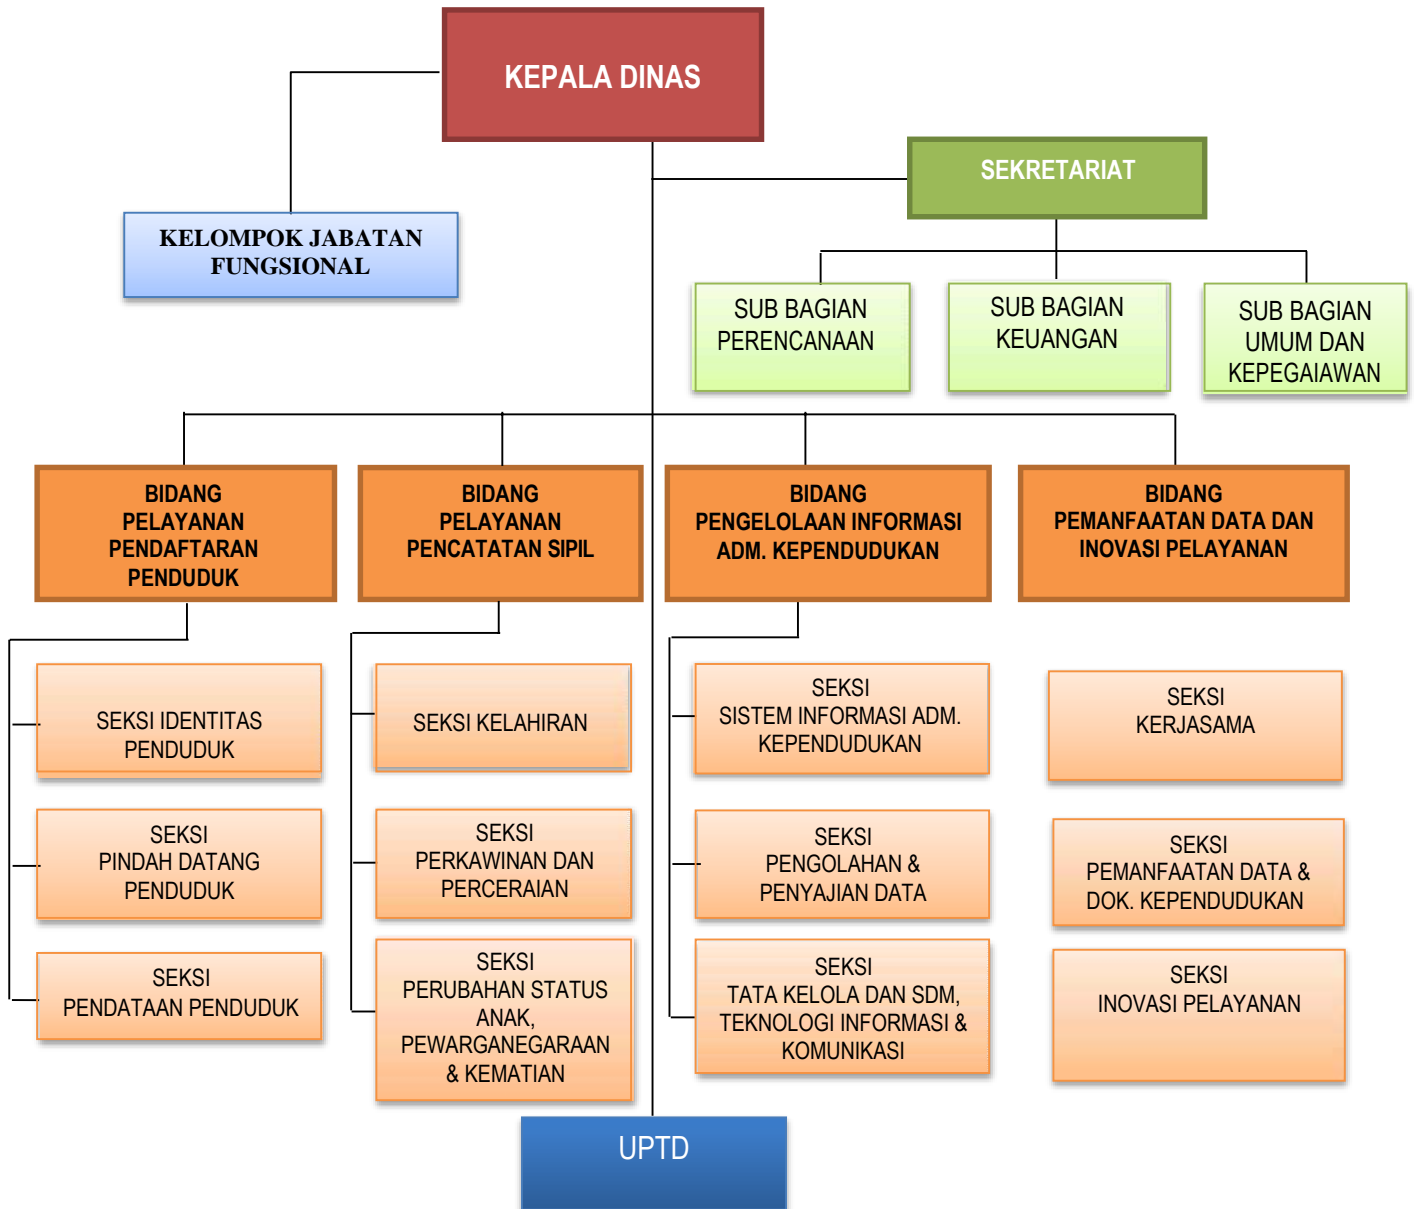 KEPALA DINAS
SEKRETARIAT
KELOMPOK JABATAN
FUNGSIONAL
SUB BAGIAN
PERENCANAAN
SUB BAGIAN
KEUANGAN
SUB BAGIAN
UMUM DAN
KEPEGAIAWAN
BIDANG
PELAYANAN
PENDAFTARAN
PENDUDUK
BIDANG
PELAYANAN
PENCATATAN SIPIL
BIDANG
PENGELOLAAN INFORMASI
ADM. KEPENDUDUKAN
BIDANG
PEMANFAATAN DATA DAN
INOVASI PELAYANAN
SEKSI IDENTITAS
PENDUDUK
SEKSI KELAHIRAN
SEKSI
SISTEM INFORMASI ADM.
KEPENDUDUKAN
SEKSI
KERJASAMA
SEKSI
PINDAH DATANG
PENDUDUK
SEKSI
PERKAWINAN DAN
PERCERAIAN
SEKSI
PENGOLAHAN &
PENYAJIAN DATA
SEKSI
PEMANFAATAN DATA &
DOK. KEPENDUDUKAN
SEKSI
PENDATAAN PENDUDUK
SEKSI
PERUBAHAN STATUS
ANAK,
PEWARGANEGARAAN
& KEMATIAN
SEKSI
TATA KELOLA DAN SDM,
TEKNOLOGI INFORMASI &
KOMUNIKASI
SEKSI
INOVASI PELAYANAN
UPTD